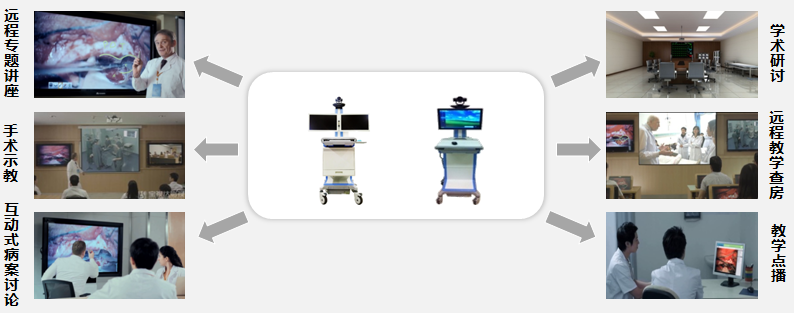 远程专题讲座
手术示教
互动式病案讨论
学术研讨
远程教学查房
教学点播